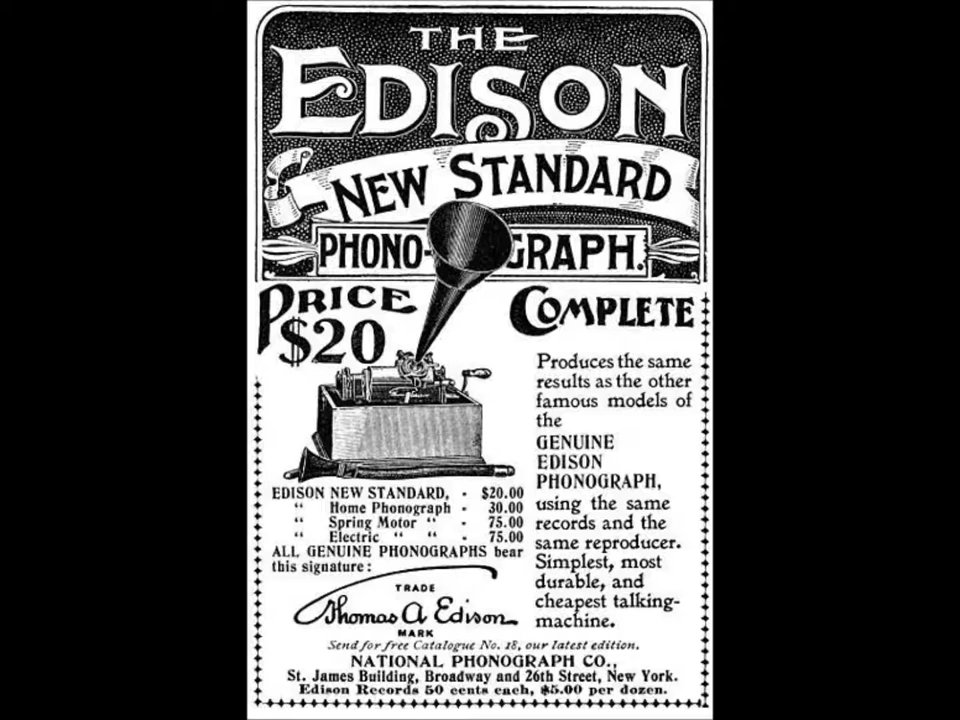 THE
EDISON
NEW STANDARD
PHONO-GRAPH.
PRICE
$20
COMPLETE
Produces the same
results as the other
famous models of
the
GENUINE
EDISON
PHONOGRAPH,
using the same
records and the
same reproducer.
Simplest, most
durable, and
cheapest talking-
machine.
EDISON NEW STANDARD, - $20.00
“ Home Phonograph - 30.00
“ Spring Motor “ - 75.00
“ Electric “ “ - 75.00
ALL GENUINE PHONOGRAPHS bear
this signature:
TRADE
Thomas A Edison
MARK
Send for free Catalogue No. 18, our latest edition.
NATIONAL PHONOGRAPH CO.,
St. James Building, Broadway and 26th Street, New York.
Edison Records 50 cents each, $5.00 per dozen.